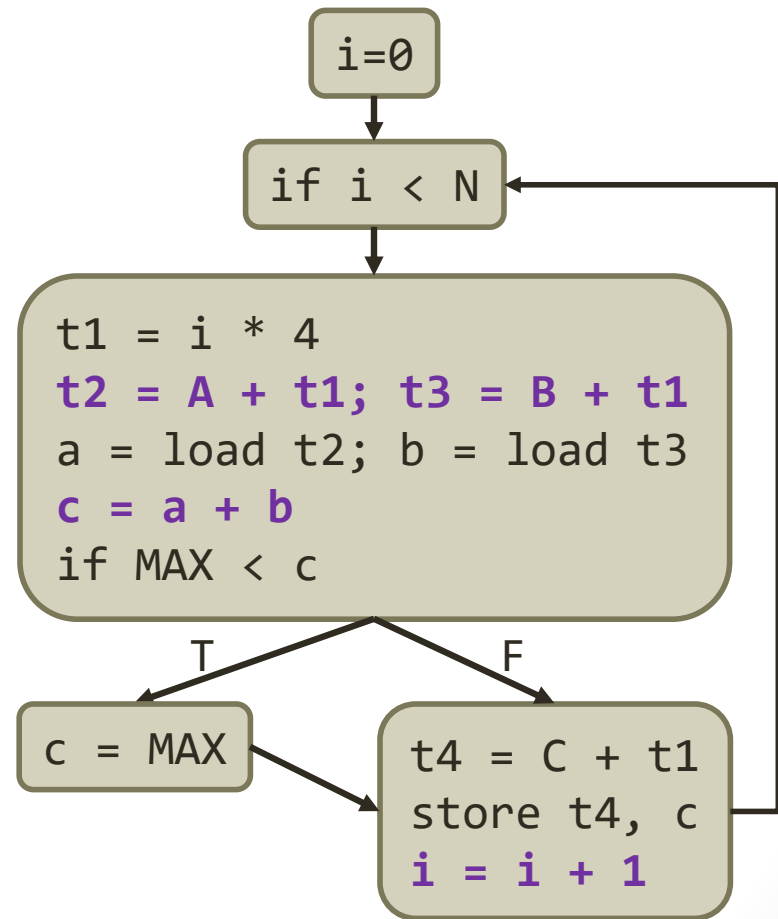 i=0
if i < N
t1 = i * 4
t2 = A + t1; t3 = B + t1
a = load t2; b = load t3
c = a + b
if MAX < c
T
F
c = MAX
t4 = C + t1
store t4, c
i = i + 1